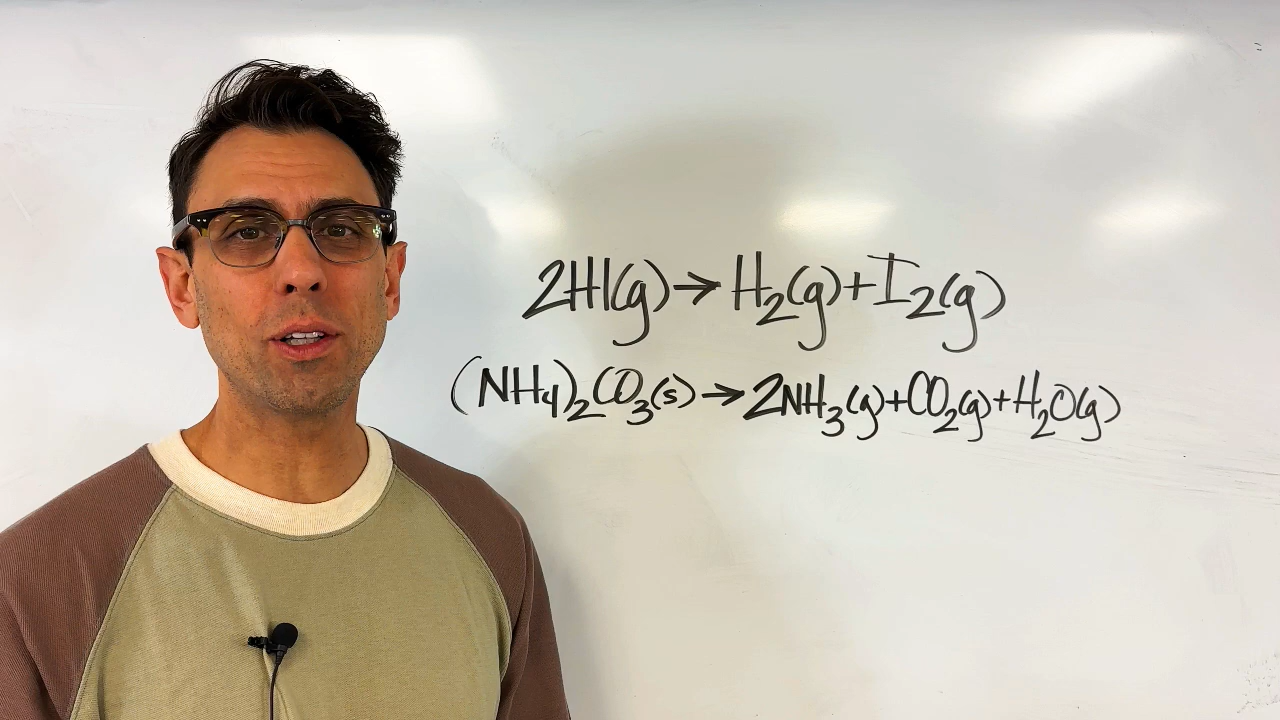 2HI(g)→H₂(g)+I₂(g)
(NH₄)₂CO₃(s)→2NH₃(g)+CO₂(g)+H₂O(g)